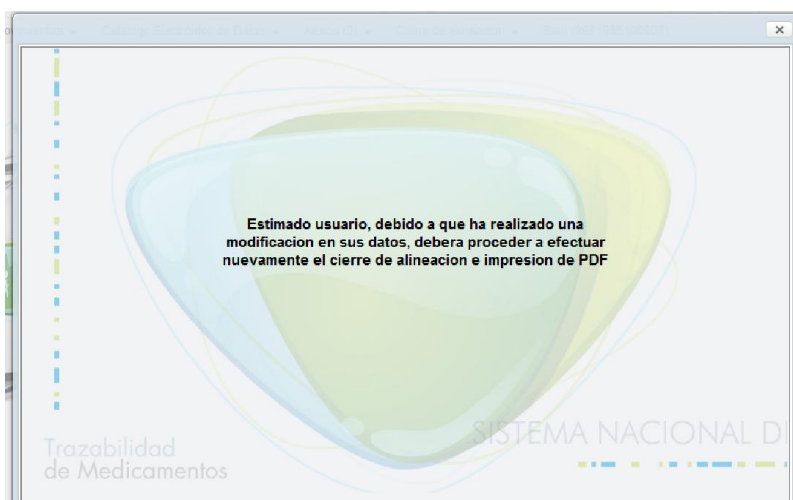 Estimado usuario, debido a que ha realizado una
modificacion en sus datos, debera proceder a efectuar
nuevamente el cierre de alineacion e impresion de PDF
SISTEMA NACIONAL D
Trazabilidad
de Medicamentos